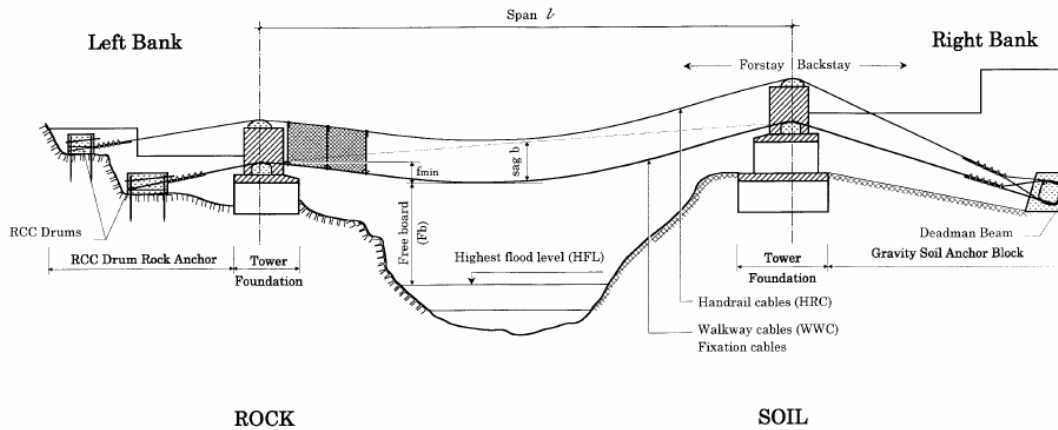 Span l
Left Bank
Right Bank
Forstay
Backstay
fmin
sag b
Free board
(Fb)
RCC Drums
Highest flood level (HFL)
Deadman Beam
RCC Drum Rock Anchor
Tower
Foundation
Tower
Foundation
Gravity Soil Anchor Block
Handrail cables (HRC)
Walkway cables (WWC)
Fixation cables
ROCK
SOIL